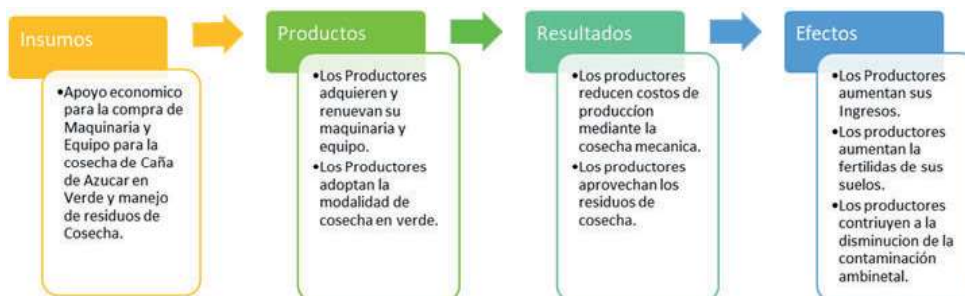 Insumos
•Apoyo economico
para la compra de
Maquinaria y
Equipo para la
cosecha de Caña
de Azucar en
Verde y manejo
de residuos de
Cosecha.
Productos
•Los Productores
adquieren y
renuevan su
maquinaria y
equipo.
•Los Productores
adoptan la
modalidad de
cosecha en verde.
Resultados
•Los productores
reducen costos de
produccíon
mediante la
cosecha mecanica.
•Los productores
aprovechan los
residuos de
cosecha.
Efectos
•Los Productores
aumentan sus
Ingresos.
•Los productores
aumentan la
fertilidas de sus
suelos.
•Los productores
contriuyen a la
disminucion de la
contaminación
ambinetal.